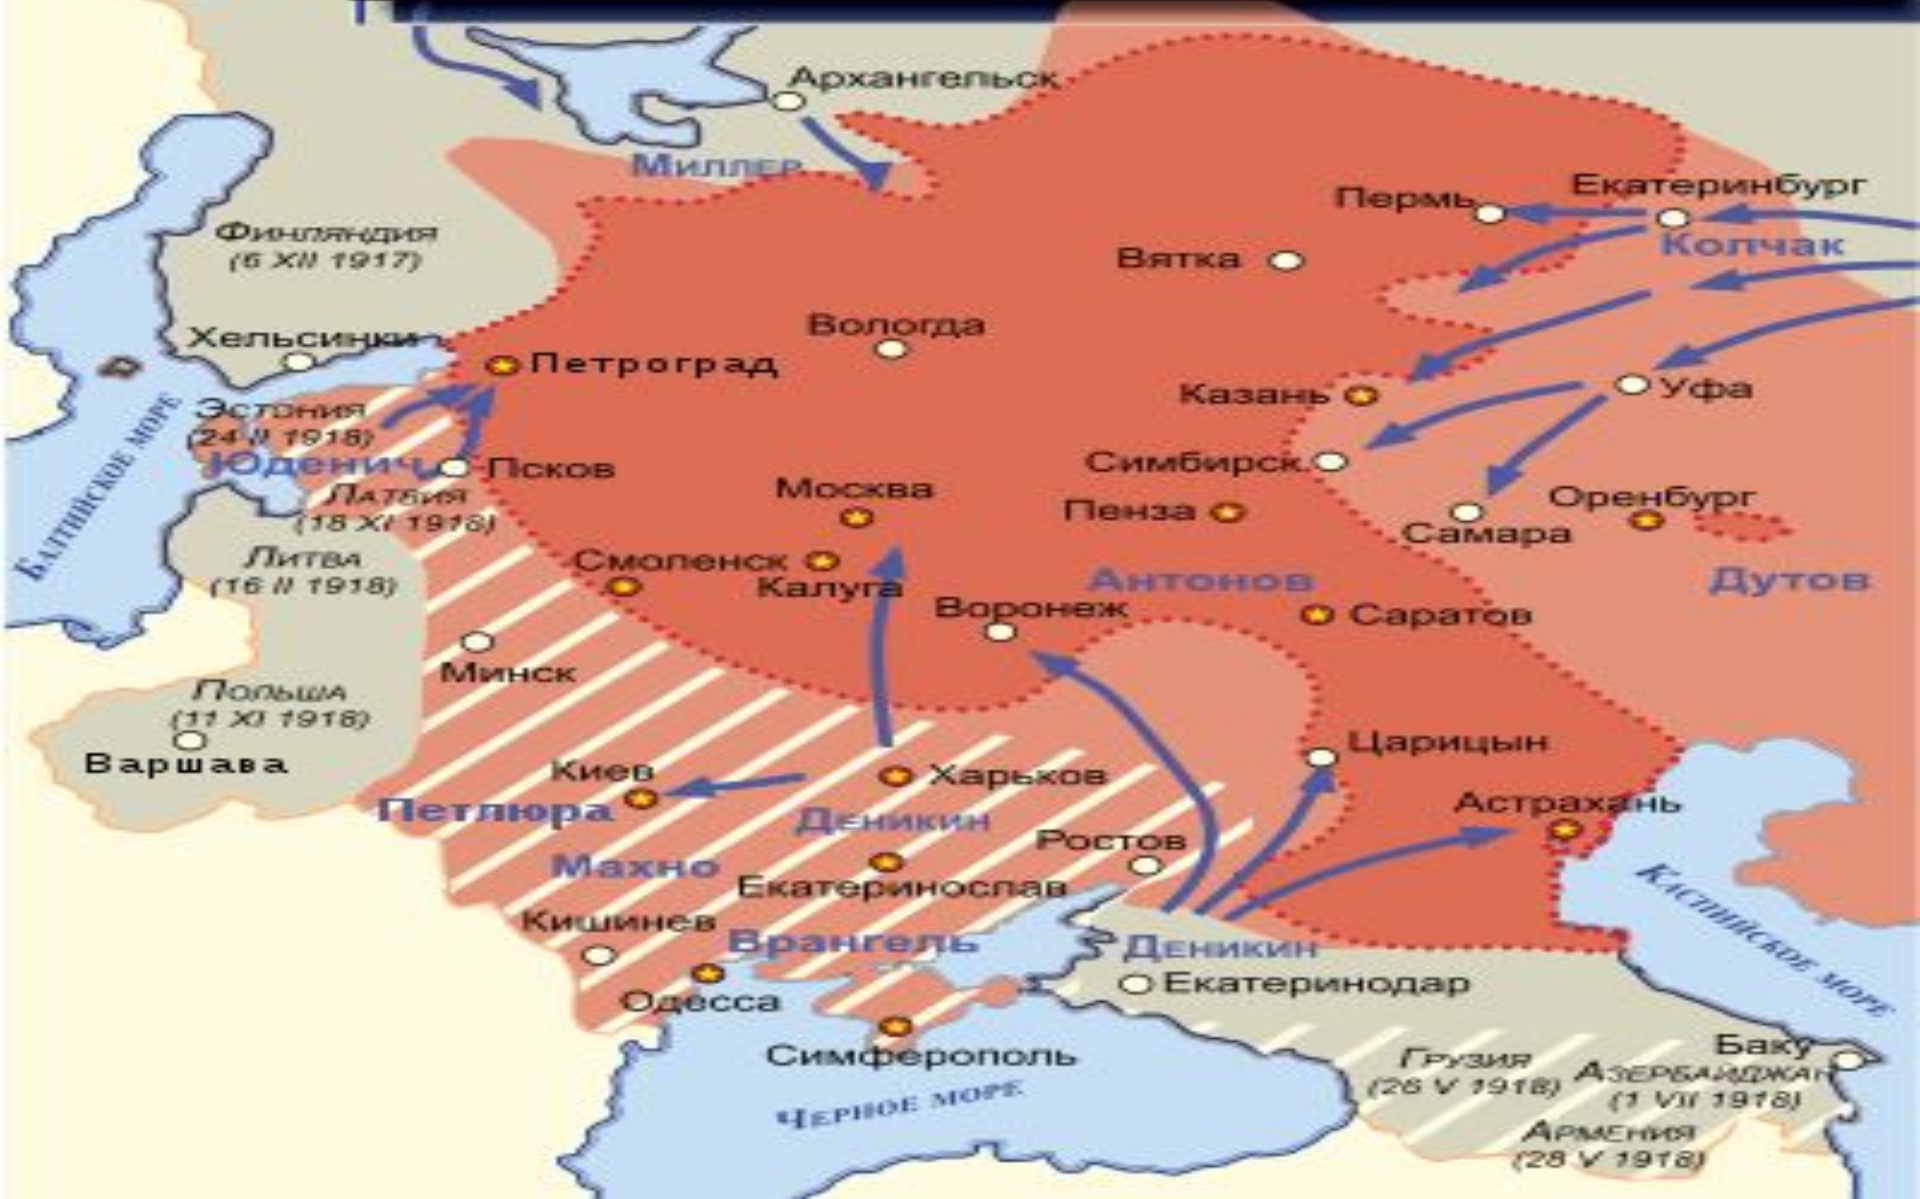 Архангельск
Миллер
Екатеринбург
Пермь
Финляндия
(6 XII 1917)
Колчак
Вятка
Вологда
Хельсинки
Петроград
Казань
Уфа
Эстония
(24 II 1918)
Юденич
Псков
Симбирск
Москва
Латвия
(18 XI 1918)
Пенза
Оренбург
Самара
Балтийское море
Литва
(16 II 1918)
Смоленск
Калуга
Антонов
Дутов
Воронеж
Саратов
Минск
Польша
(11 XI 1918)
Варшава
Царицын
Киев
Харьков
Петлюра
Деникин
Астрахань
Ростов
Махно
Екатеринослав
Кишинев
Врангель
Деникин
Каспийское море
Екатеринодар
Одесса
Симферополь
Черное море
Баку
Грузия
(26 V 1918)
Азербайджан
(1 VII 1918)
Армения
(28 V 1918)